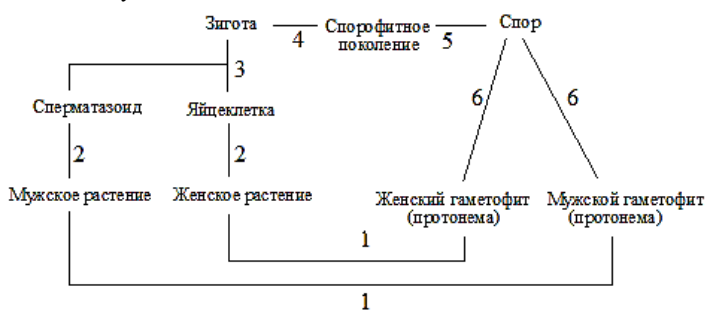 Зигота
4
Спорофитное
поколение
5
Спор
3
Сперматазоид
Яйцеклетка
6
6
2
2
Мужское растение
Женское растение
Женский гаметофит
(протонема)
Мужской гаметофит
(протонема)
1
1